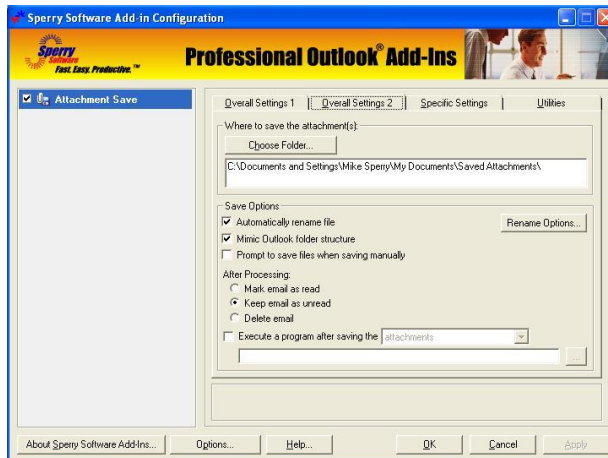 Sperry Software Add-in Configuration
Sperry Software
Fast. Easy. Productive.™
Professional Outlook® Add-Ins
Attachment Save
Overall Settings 1
Overall Settings 2
Specific Settings
Utilities
Where to save the attachment(s):
Choose Folder...
C:\Documents and Settings\Mike Sperry\My Documents\Saved Attachments\
Save Options
Automatically rename file
Rename Options...
Mimic Outlook folder structure
Prompt to save files when saving manually
After Processing:
Mark email as read
Keep email as unread
Delete email
Execute a program after saving the attachments
...
About Sperry Software Add-Ins...
Options...
Help...
OK
Cancel
Apply